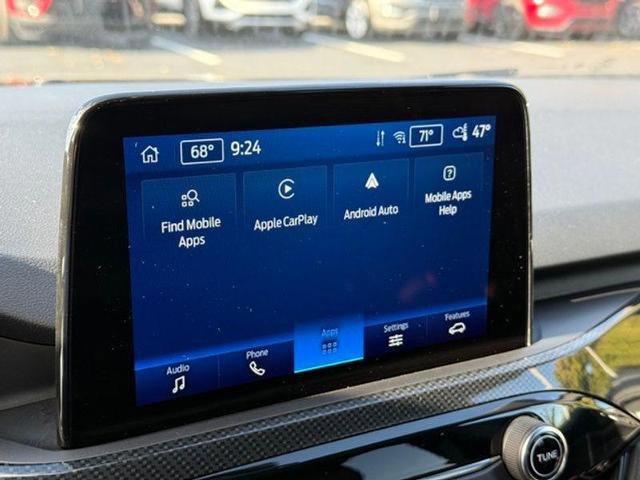 68° 9:24 71° 47°
Find Mobile
Apps
Apple CarPlay
Android Auto
Mobile Apps
Help
Audio
Phone
Apps
Settings
Features
TUNE